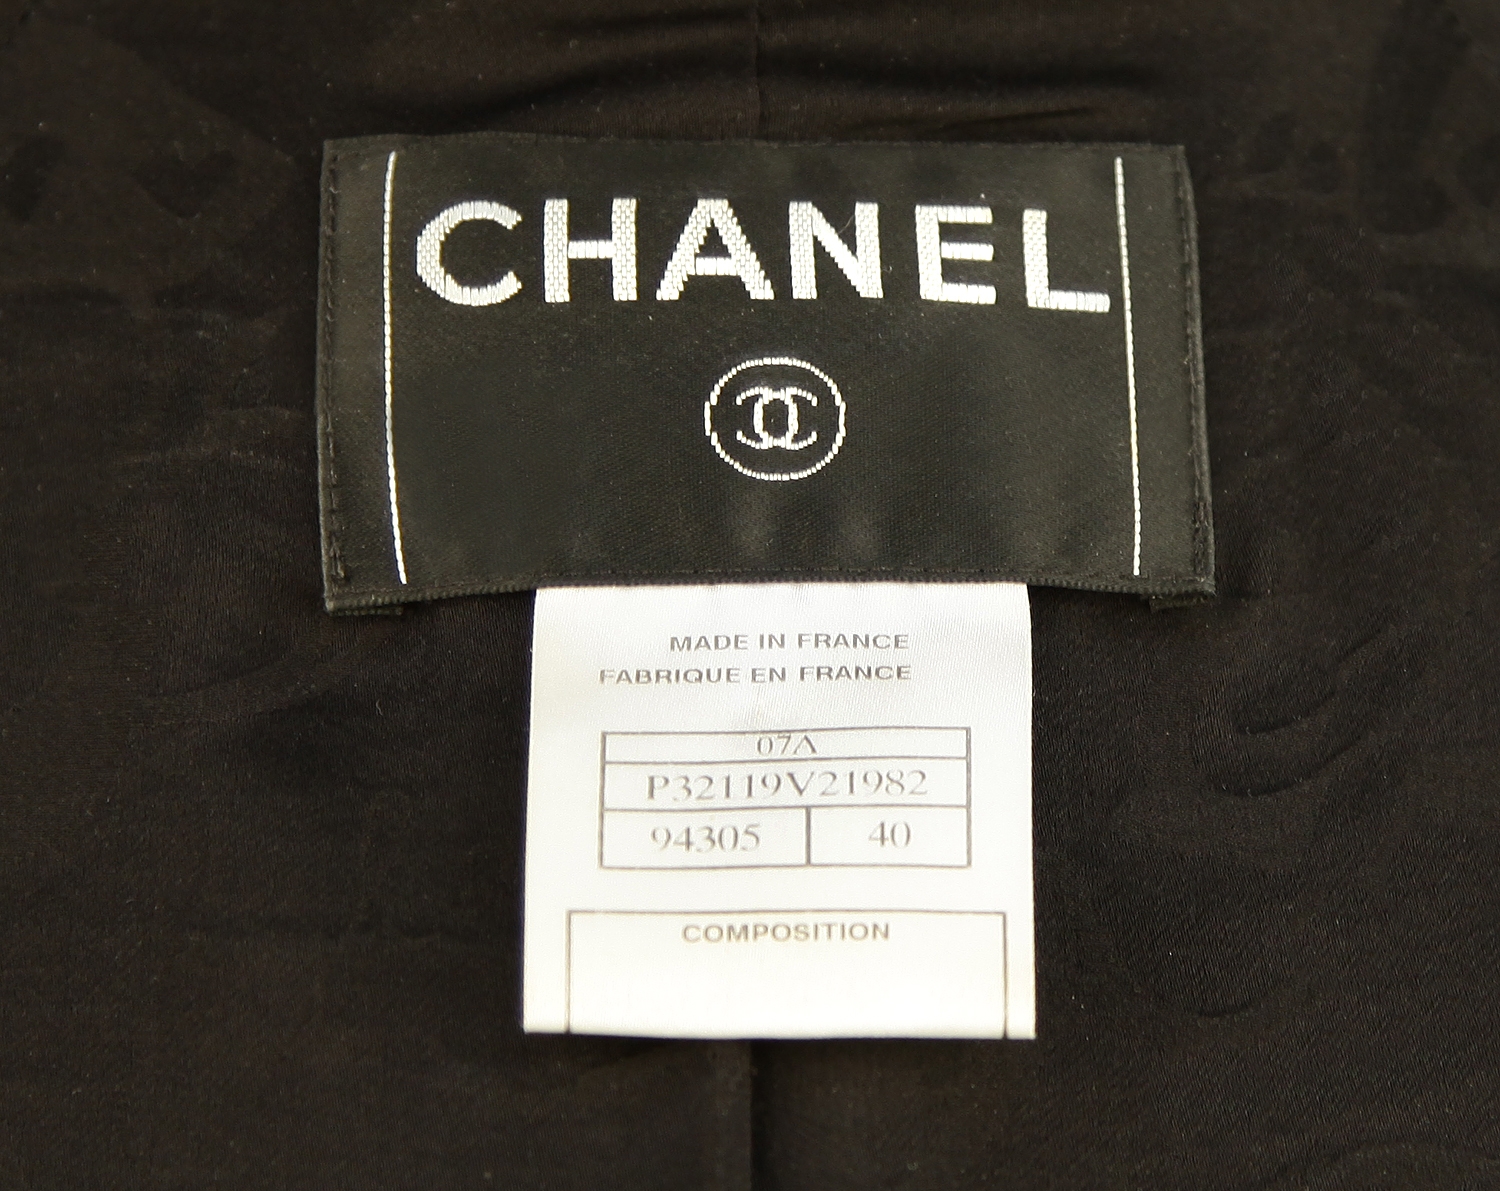 CHANEL
MADE IN FRANCE
FABRIQUE EN FRANCE
07A
P32119V21982
94305 40
COMPOSITION